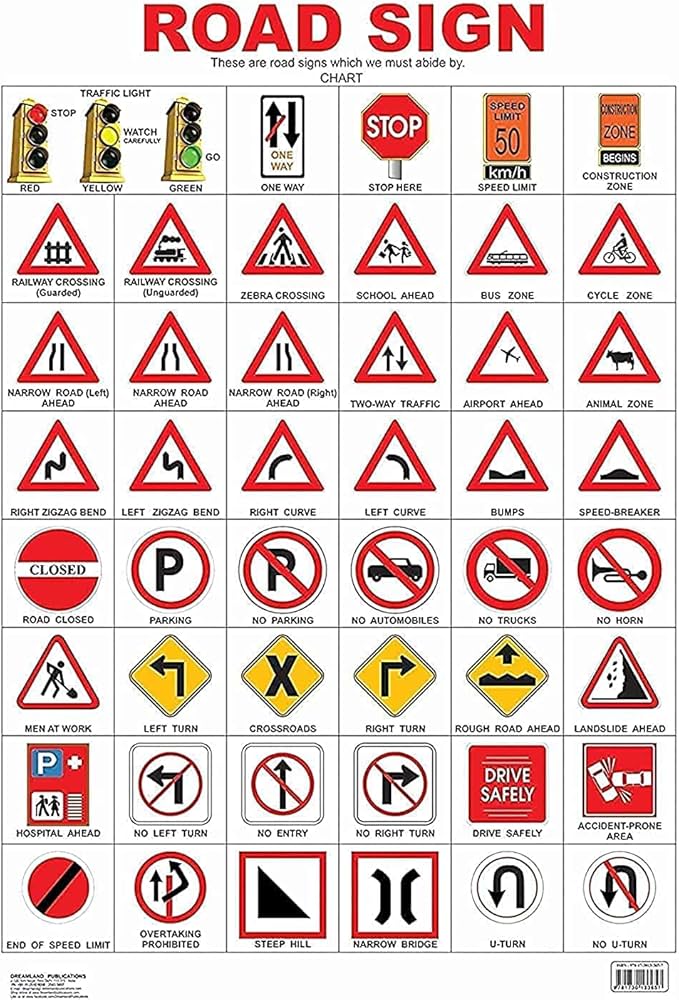 ROAD SIGN
These are road signs which we must abide by.
CHART
TRAFFIC LIGHT
STOP
WATCH
CAREFULLY
GO
RED
YELLOW
GREEN
ONE
WAY
ONE WAY
STOP
STOP HERE
SPEED
LIMIT
50
km/h
SPEED LIMIT
CONSTRUCTION
ZONE
BEGINS
CONSTRUCTION
ZONE
RAILWAY CROSSING
(Guarded)
RAILWAY CROSSING
(Unguarded)
ZEBRA CROSSING
SCHOOL AHEAD
BUS ZONE
CYCLE ZONE
NARROW ROAD (Left)
AHEAD
NARROW ROAD
AHEAD
NARROW ROAD (Right)
AHEAD
TWO-WAY TRAFFIC
AIRPORT AHEAD
ANIMAL ZONE
RIGHT ZIGZAG BEND
LEFT ZIGZAG BEND
RIGHT CURVE
LEFT CURVE
BUMPS
SPEED-BREAKER
CLOSED
ROAD CLOSED
P
PARKING
P
NO PARKING
NO AUTOMOBILES
NO TRUCKS
NO HORN
MEN AT WORK
LEFT TURN
X
CROSSROADS
RIGHT TURN
ROUGH ROAD AHEAD
LANDSLIDE AHEAD
P
HOSPITAL AHEAD
NO LEFT TURN
NO ENTRY
NO RIGHT TURN
DRIVE
SAFELY
DRIVE SAFELY
ACCIDENT-PRONE
AREA
END OF SPEED LIMIT
OVERTAKING
PROHIBITED
STEEP HILL
NARROW BRIDGE
U-TURN
NO U-TURN
DREAMLAND PUBLICATIONS